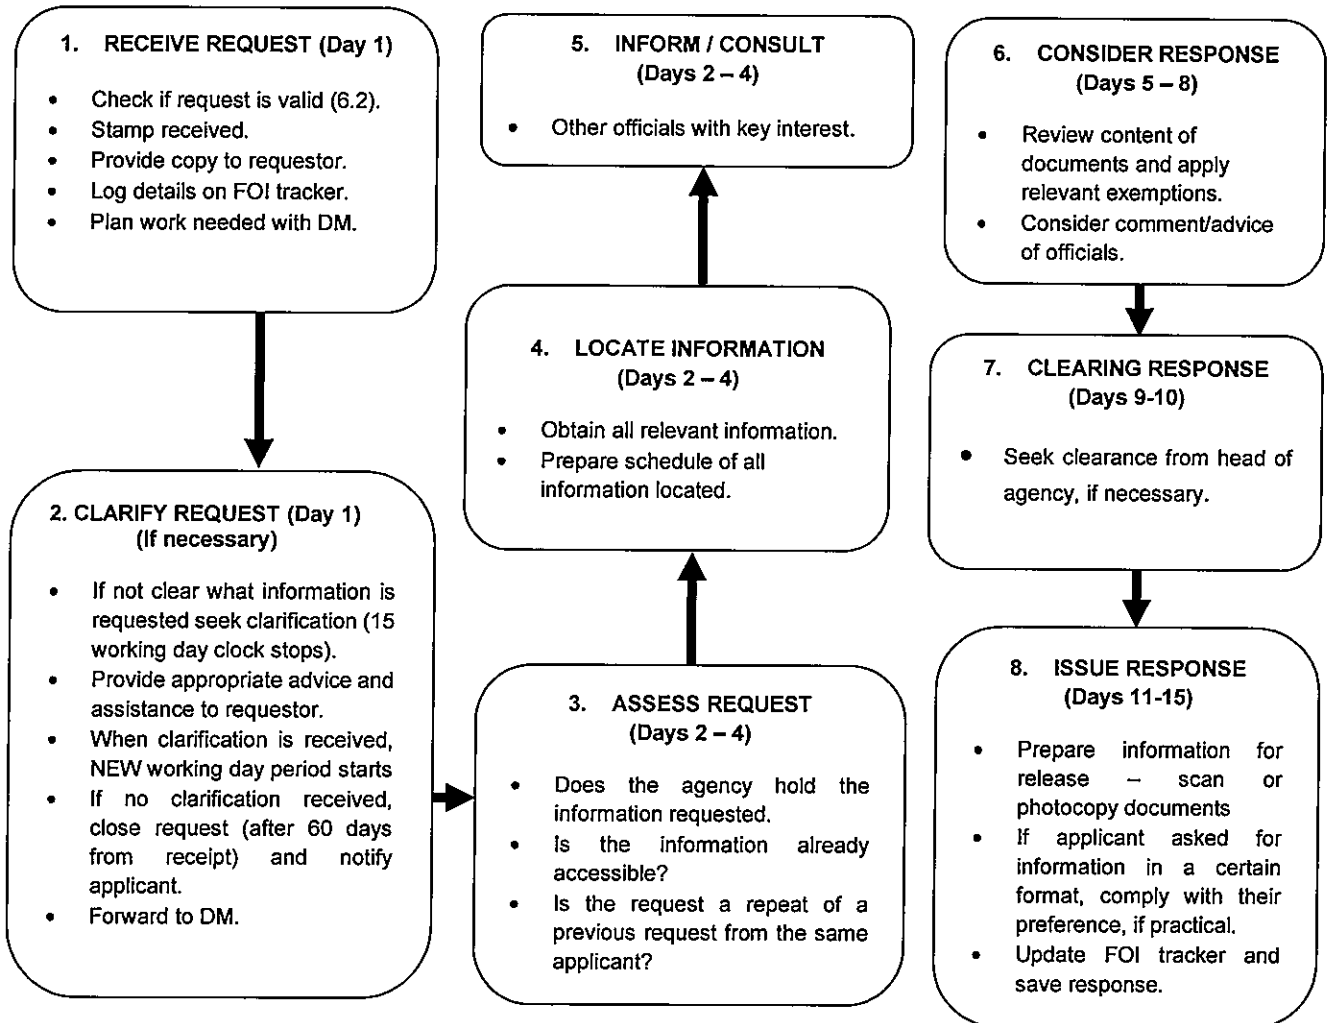 1. RECEIVE REQUEST (Day 1)
• Check if request is valid (6.2).
• Stamp received.
• Provide copy to requestor.
• Log details on FOI tracker.
• Plan work needed with DM.
2. CLARIFY REQUEST (Day 1)
(If necessary)
• If not clear what information is
requested seek clarification (15
working day clock stops).
• Provide appropriate advice and
assistance to requestor.
• When clarification is received,
NEW working day period starts
• If no clarification received,
close request (after 60 days
from receipt) and notify
applicant.
• Forward to DM.
3. ASSESS REQUEST
(Days 2 – 4)
• Does the agency hold the
information requested.
• Is the information already
accessible?
• Is the request a repeat of a
previous request from the same
applicant?
4. LOCATE INFORMATION
(Days 2 – 4)
• Obtain all relevant information.
• Prepare schedule of all
information located.
5. INFORM / CONSULT
(Days 2 – 4)
• Other officials with key interest.
6. CONSIDER RESPONSE
(Days 5 – 8)
• Review content of
documents and apply
relevant exemptions.
• Consider comment/advice
of officials.
7. CLEARING RESPONSE
(Days 9-10)
• Seek clearance from head of
agency, if necessary.
8. ISSUE RESPONSE
(Days 11-15)
• Prepare information for
release – scan or
photocopy documents
• If applicant asked for
information in a certain
format, comply with their
preference, if practical.
• Update FOI tracker and
save response.